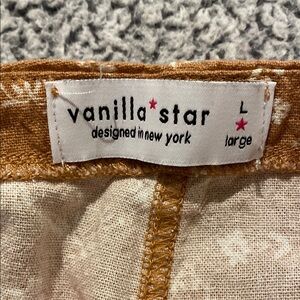 vanilla★star
designed in new york
L
★
large